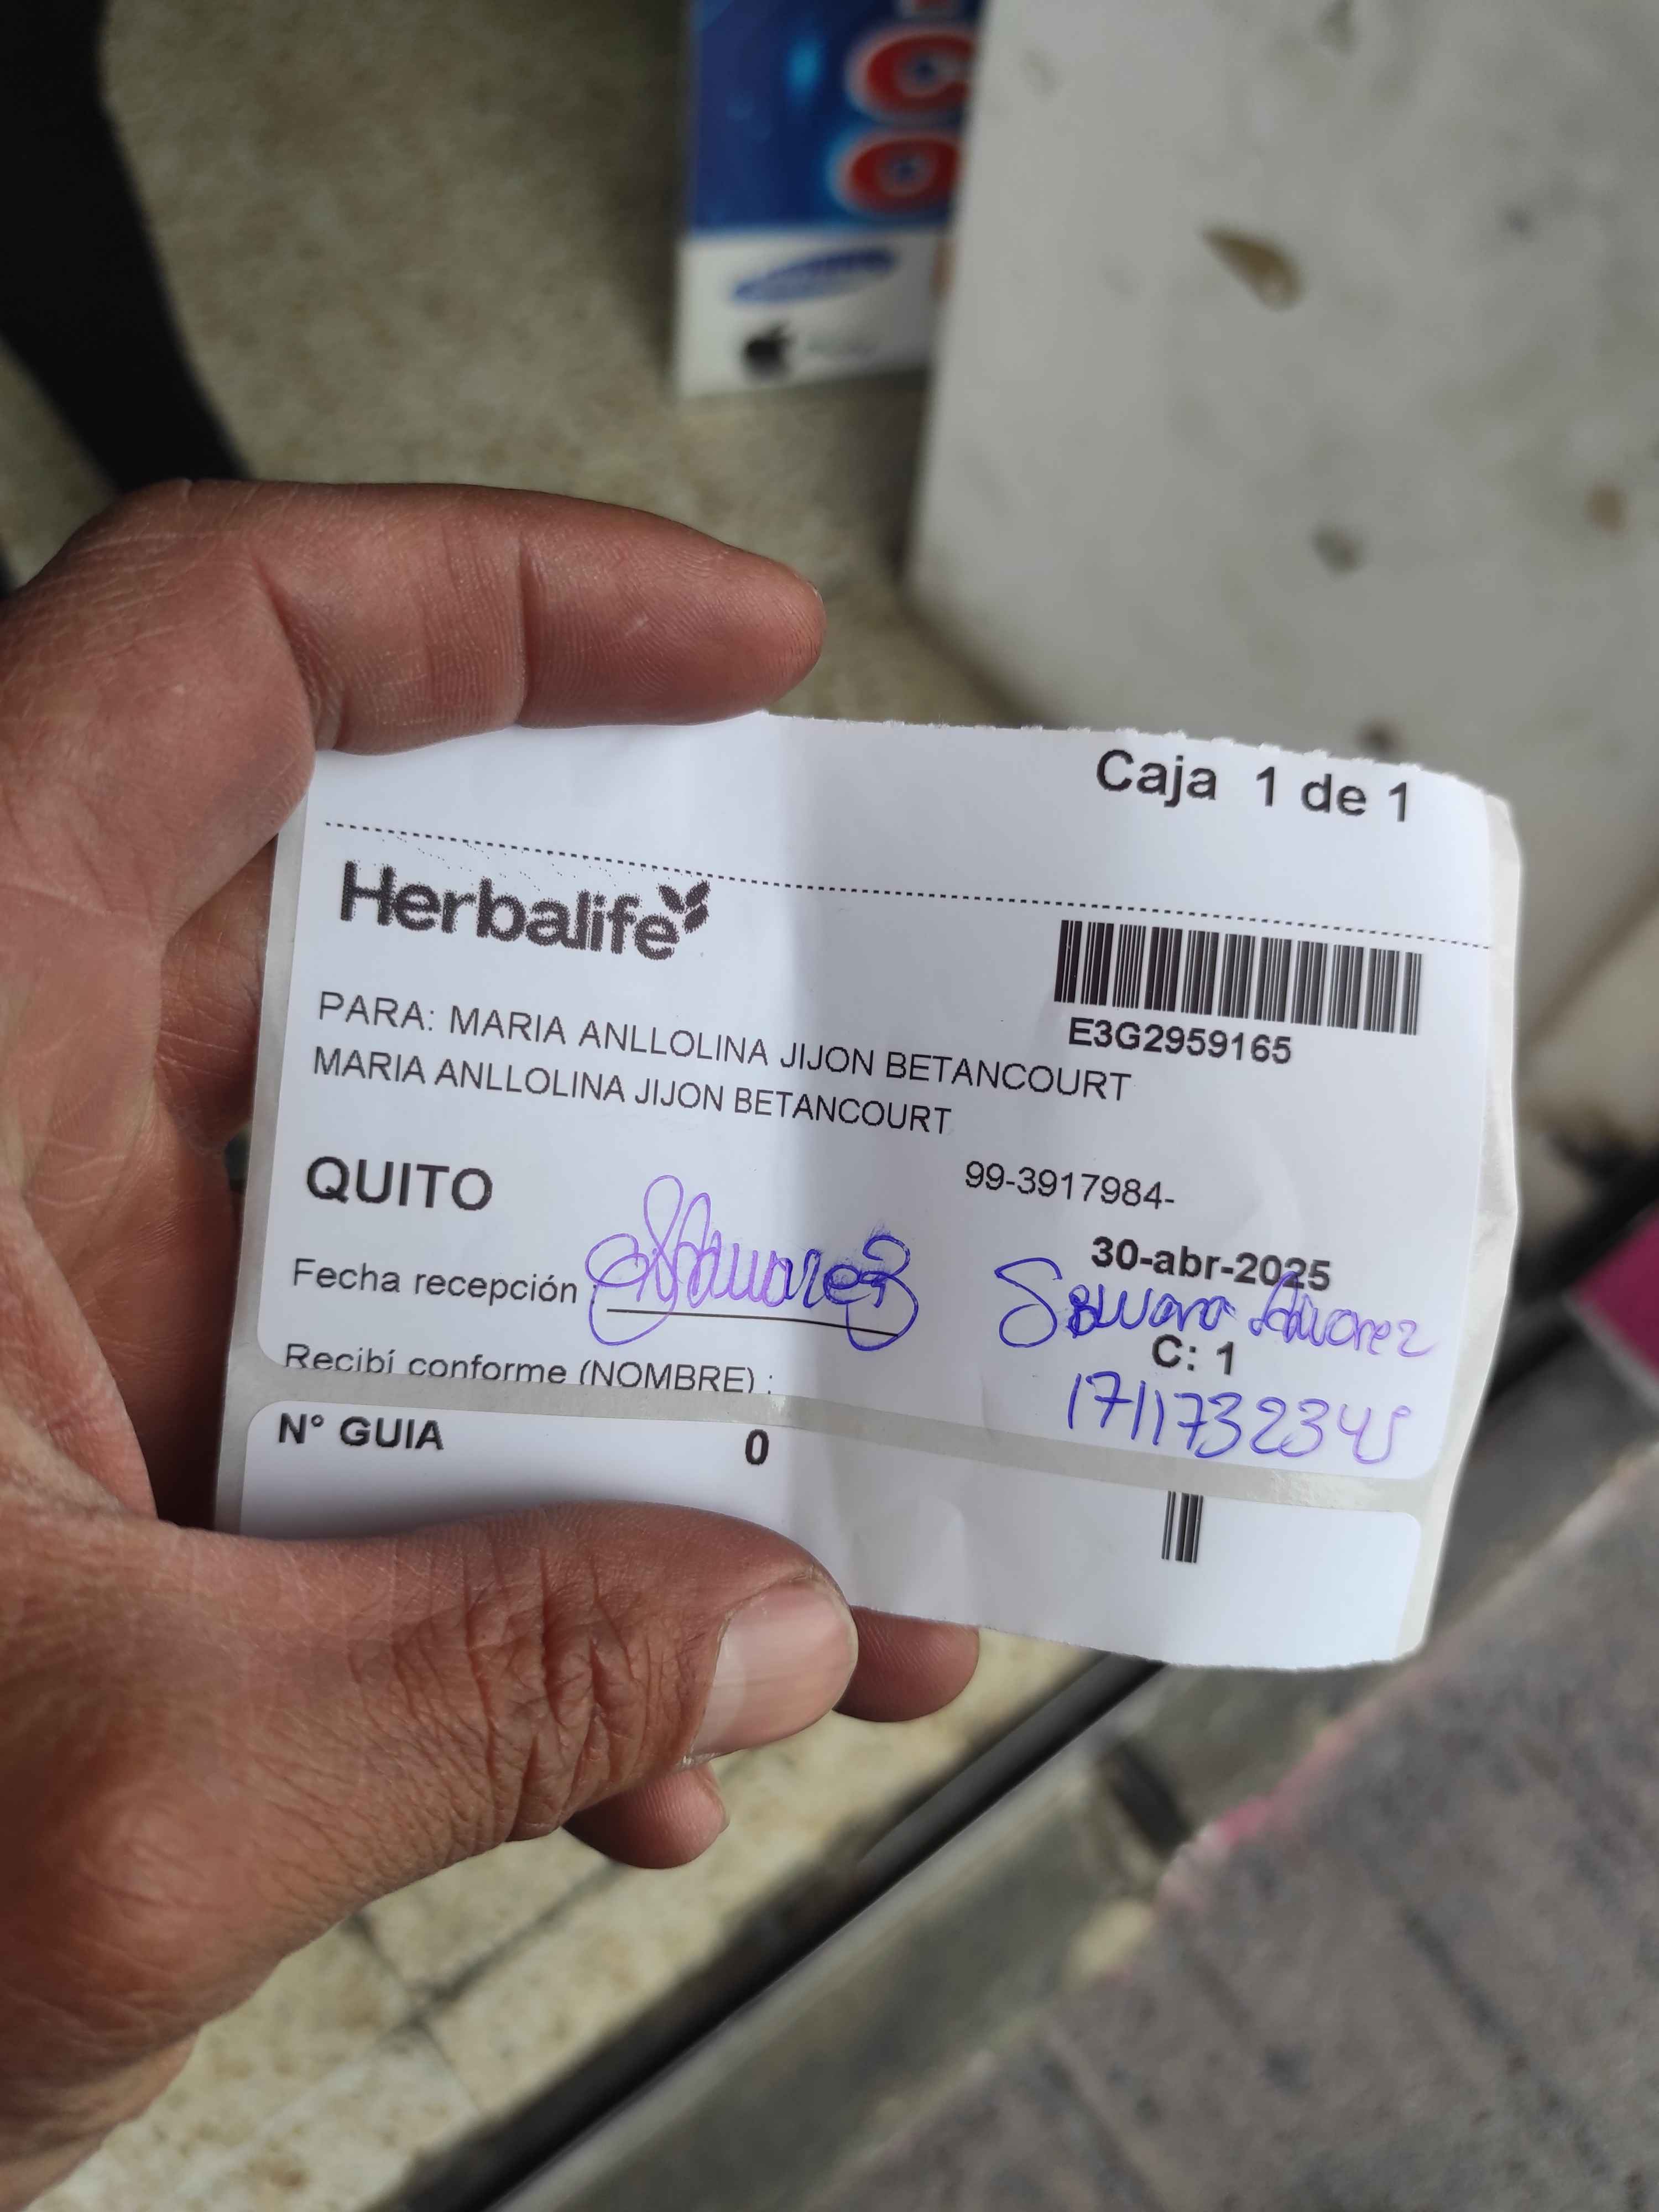 Caja 1 de 1
Herbalife
E3G2959165
PARA: MARIA ANLLOLINA JIJON BETANCOURT
MARIA ANLLOLINA JIJON BETANCOURT
QUITO
99-3917984-
30-abr-2025
Fecha recepción :
Alvarez
C: 1
Recibí conforme (NOMBRE) :
1711732345
N° GUIA 0